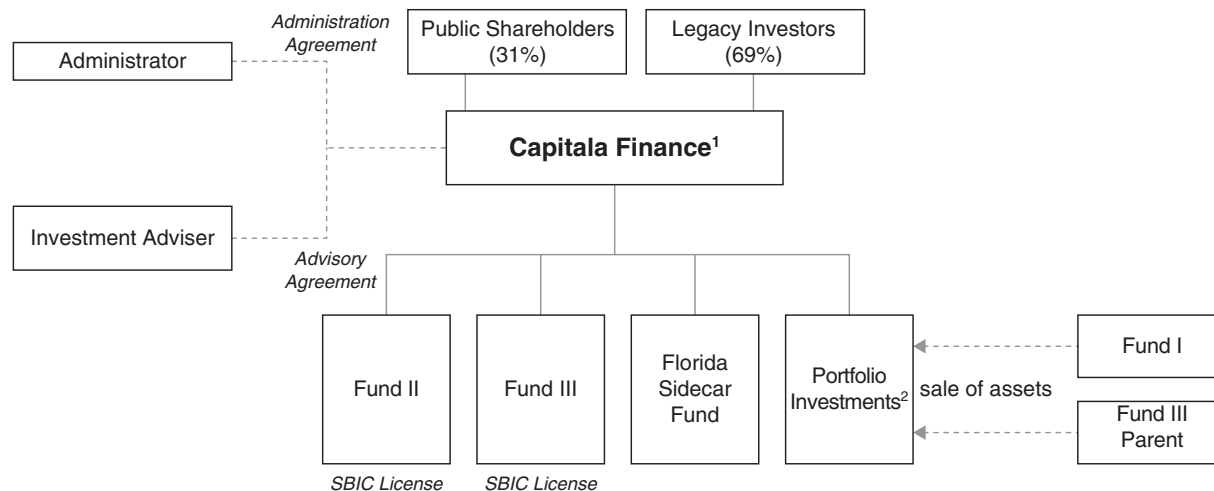 Administration
Agreement
Administrator
Public Shareholders
(31%)
Legacy Investors
(69%)
Capitala Finance¹
Investment Adviser
Advisory
Agreement
Fund II
Fund III
Florida
Sidecar
Fund
Portfolio
Investments²
sale of assets
Fund I
Fund III
Parent
SBIC License
SBIC License